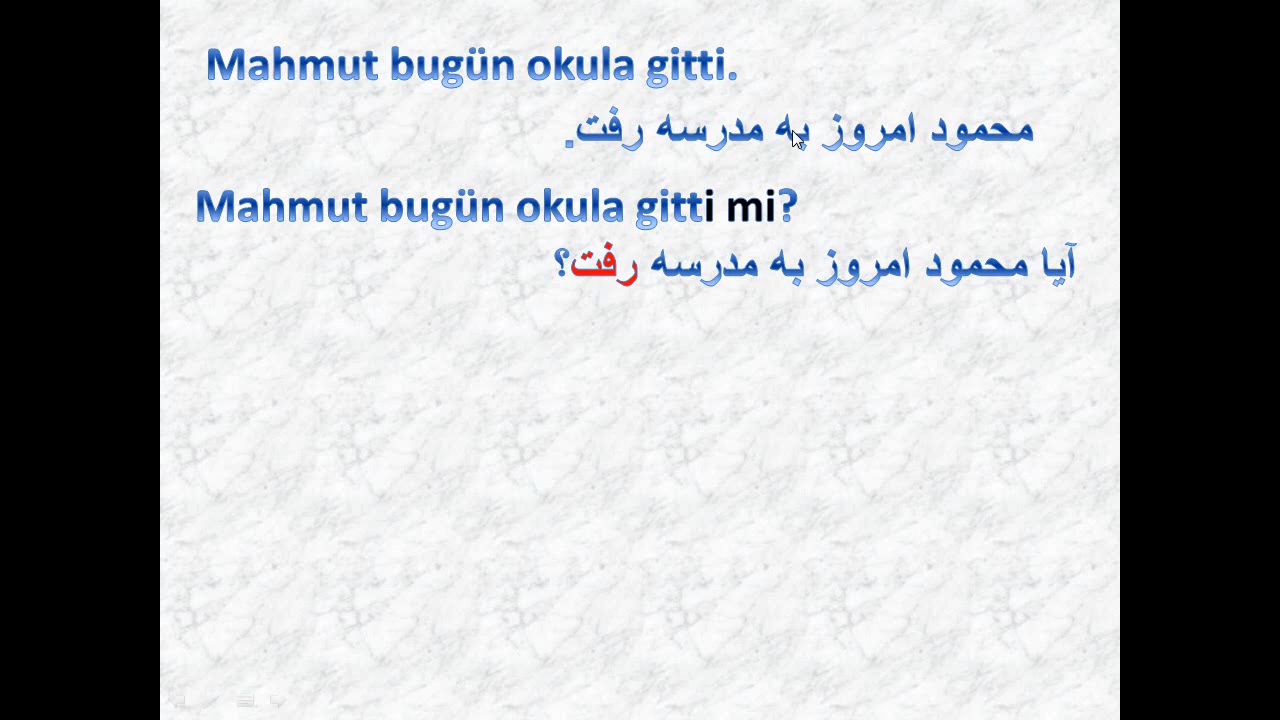 Mahmut bugün okula gitti.
محمود امروز به مدرسه رفت.
Mahmut bugün okula gitti mi?
آیا محمود امروز به مدرسه رفت؟